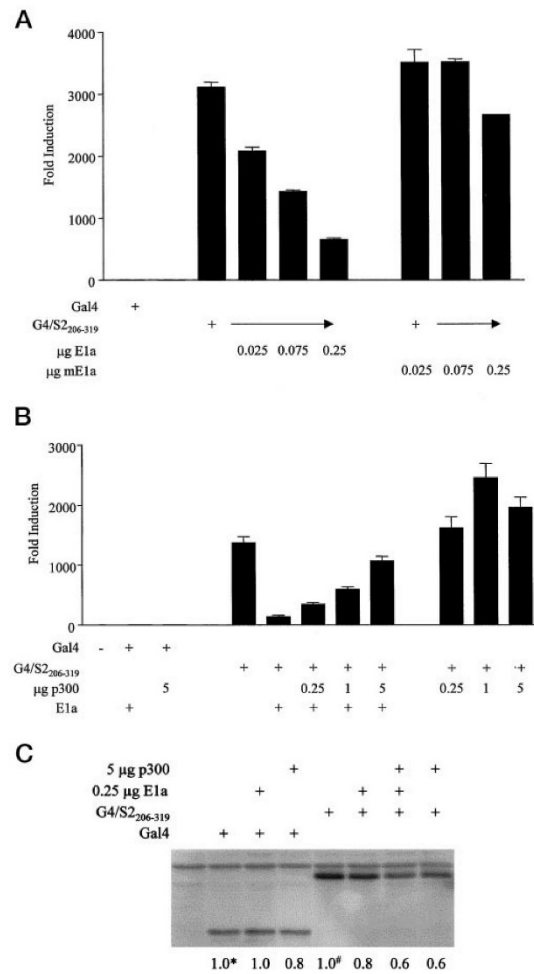 A
4000
3000
2000
1000
0
Fold Induction
Gal4 +
G4/S2206-319 + +
µg E1a 0.025 0.075 0.25
µg mE1a 0.025 0.075 0.25
B
3000
2000
1000
0
Fold Induction
Gal4 - + +
G4/S2206-319 + + + + + + + +
µg p300 5 0.25 1 5 0.25 1 5
E1a + + + + +
C
5 µg p300 + + +
0.25 µg E1a + + +
G4/S2206-319 + + + +
Gal4 + + +
1.0* 1.0 0.8 1.0# 0.8 0.6 0.6